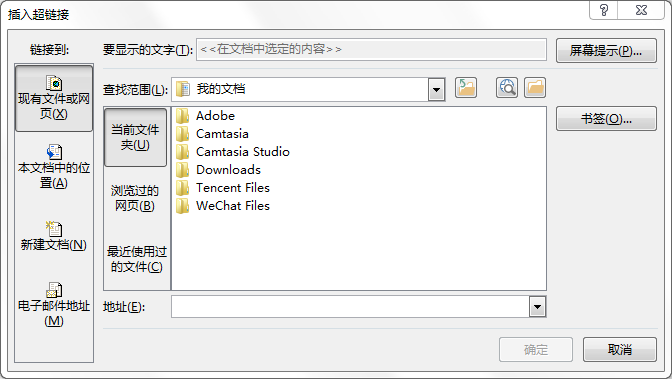 插入超链接
链接到:
要显示的文字(T):
<<在文档中选定的内容>>
屏幕提示(P)...
现有文件或网
页(X)
本文档中的位
置(A)
新建文档(N)
电子邮件地址
(M)
查找范围(L):
我的文档
当前文件
夹(U)
浏览过的
网页(B)
最近使用过
的文件(C)
Adobe
Camtasia
Camtasia Studio
Downloads
Tencent Files
WeChat Files
书签(O)...
地址(E):
确定
取消